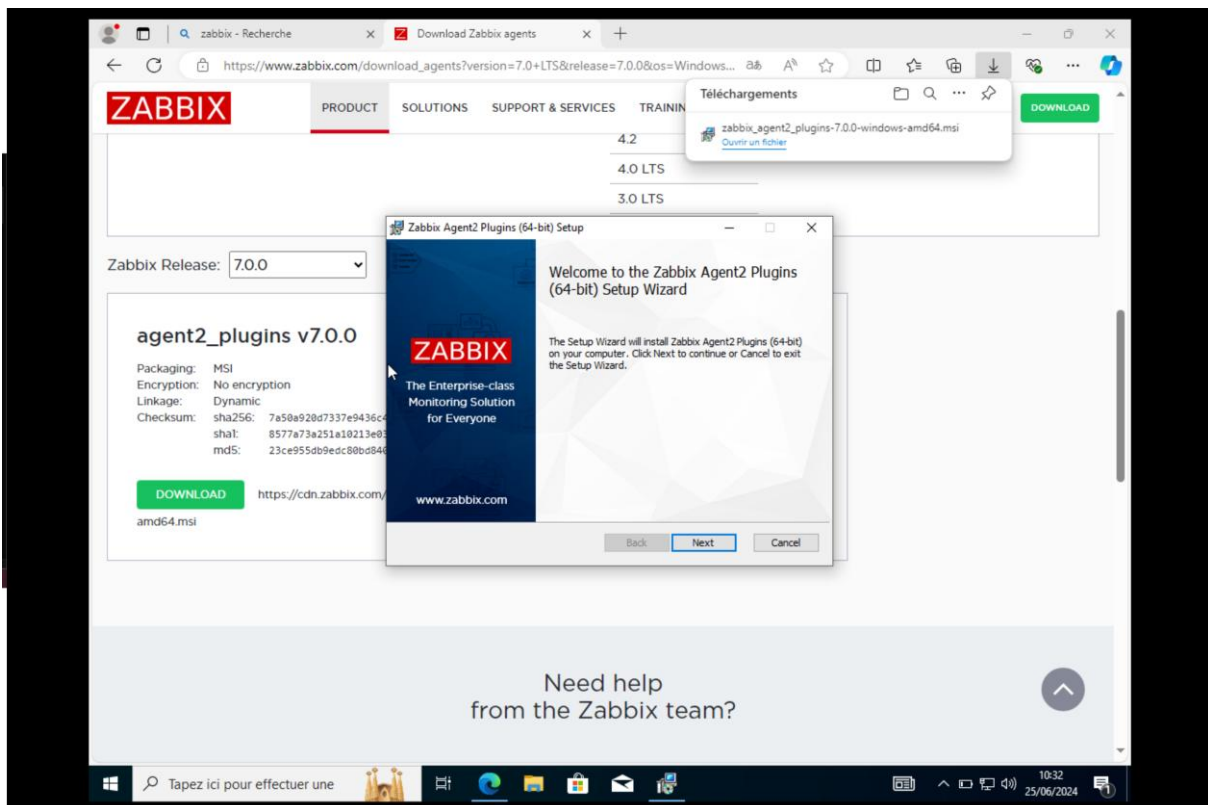 zabbix - Recherche
Download Zabbix agents
https://www.zabbix.com/download_agents?version=7.0+LTS&release=7.0.0&os=Windows...
Téléchargements
zabbix_agent2_plugins-7.0.0-windows-amd64.msi
Ouvrir un fichier
ZABBIX
PRODUCT
SOLUTIONS
SUPPORT & SERVICES
TRAININ
DOWNLOAD
4.2
4.0 LTS
3.0 LTS
Zabbix Release: 7.0.0
agent2_plugins v7.0.0
Packaging: MSI
Encryption: No encryption
Linkage: Dynamic
Checksum: sha256: 7a50a920d7337e9436c4
sha1: 8577a73a251a10213e03
md5: 23ce955db9edc80bd840
DOWNLOAD
https://cdn.zabbix.com/
amd64.msi
Zabbix Agent2 Plugins (64-bit) Setup
ZABBIX
The Enterprise-class
Monitoring Solution
for Everyone
www.zabbix.com
Welcome to the Zabbix Agent2 Plugins
(64-bit) Setup Wizard
The Setup Wizard will install Zabbix Agent2 Plugins (64-bit)
on your computer. Click Next to continue or Cancel to exit
the Setup Wizard.
Back
Next
Cancel
Need help
from the Zabbix team?
Tapez ici pour effectuer une
10:32
25/06/2024